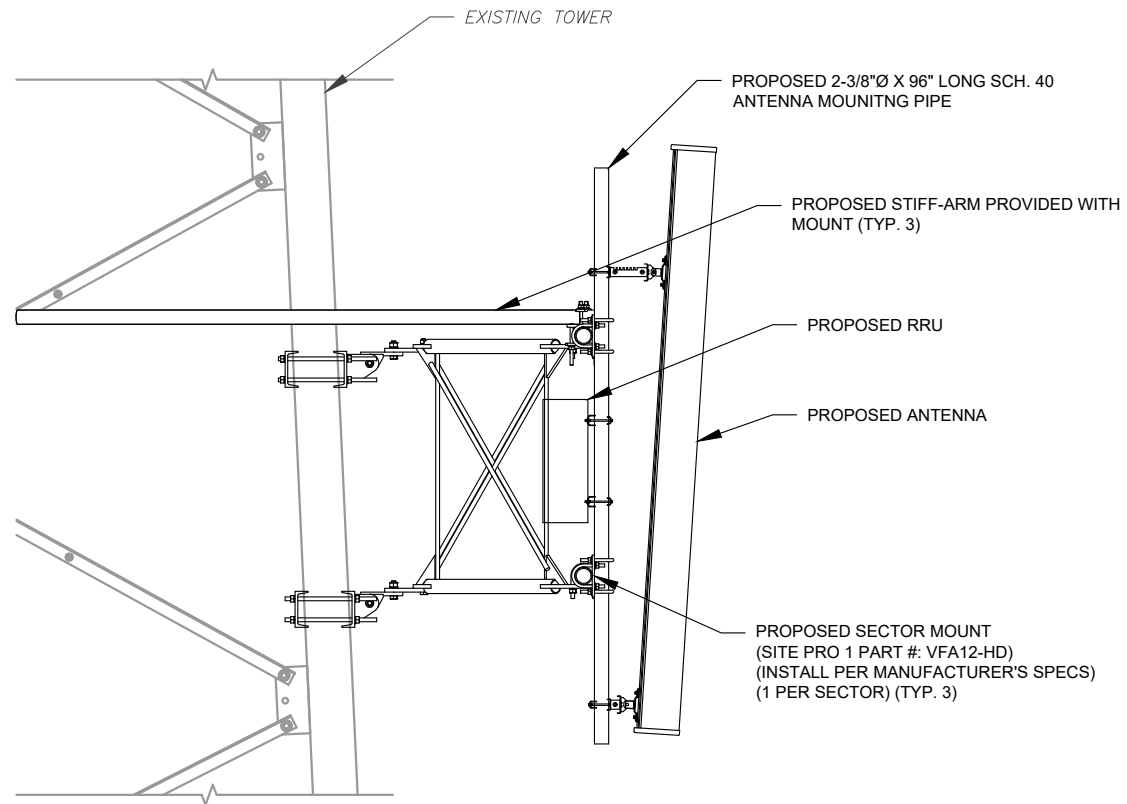 EXISTING TOWER
PROPOSED 2-3/8"Ø X 96" LONG SCH. 40
ANTENNA MOUNITNG PIPE
PROPOSED STIFF-ARM PROVIDED WITH
MOUNT (TYP. 3)
PROPOSED RRU
PROPOSED ANTENNA
PROPOSED SECTOR MOUNT
(SITE PRO 1 PART #: VFA12-HD)
(INSTALL PER MANUFACTURER'S SPECS)
(1 PER SECTOR) (TYP. 3)